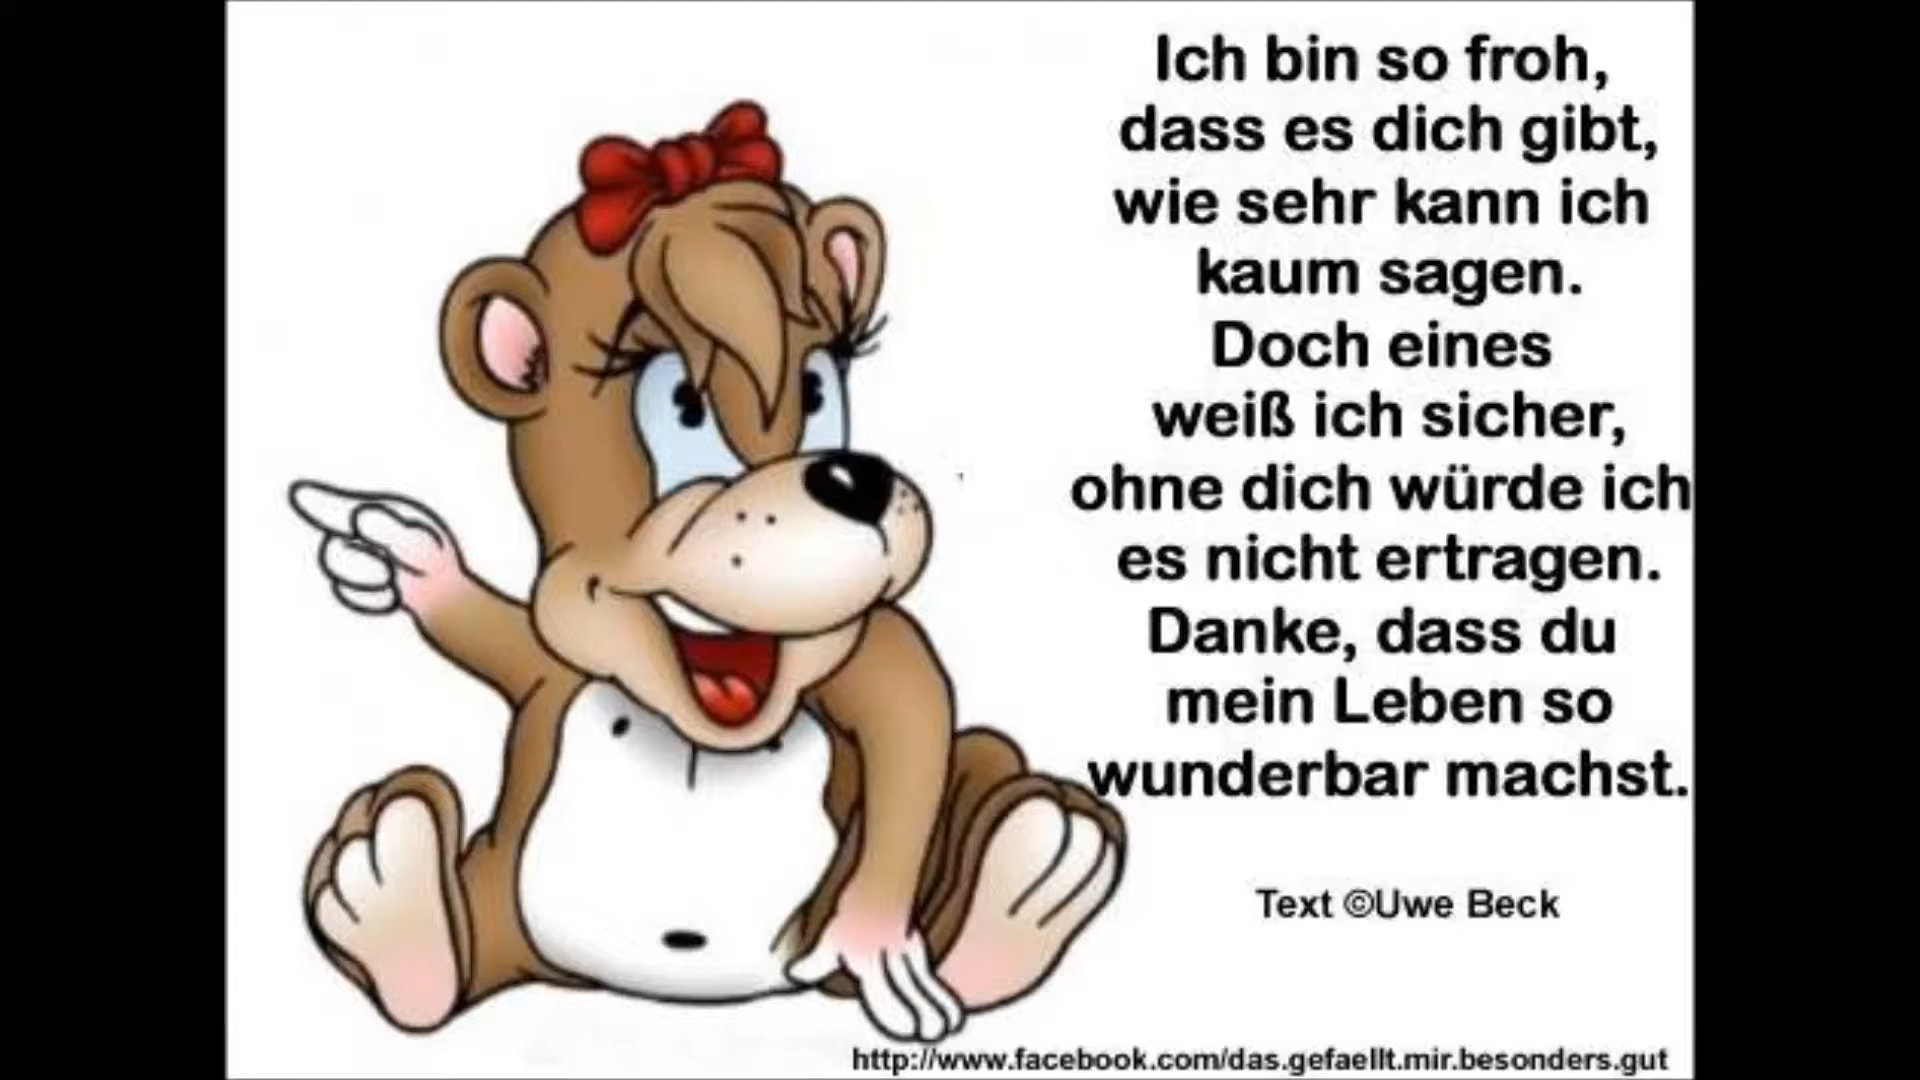 Ich bin so froh,
dass es dich gibt,
wie sehr kann ich
kaum sagen.
Doch eines
weiß ich sicher,
ohne dich würde ich
es nicht ertragen.
Danke, dass du
mein Leben so
wunderbar machst.
Text ©Uwe Beck
http://www.facebook.com/das.gefaellt.mir.besonders.gut